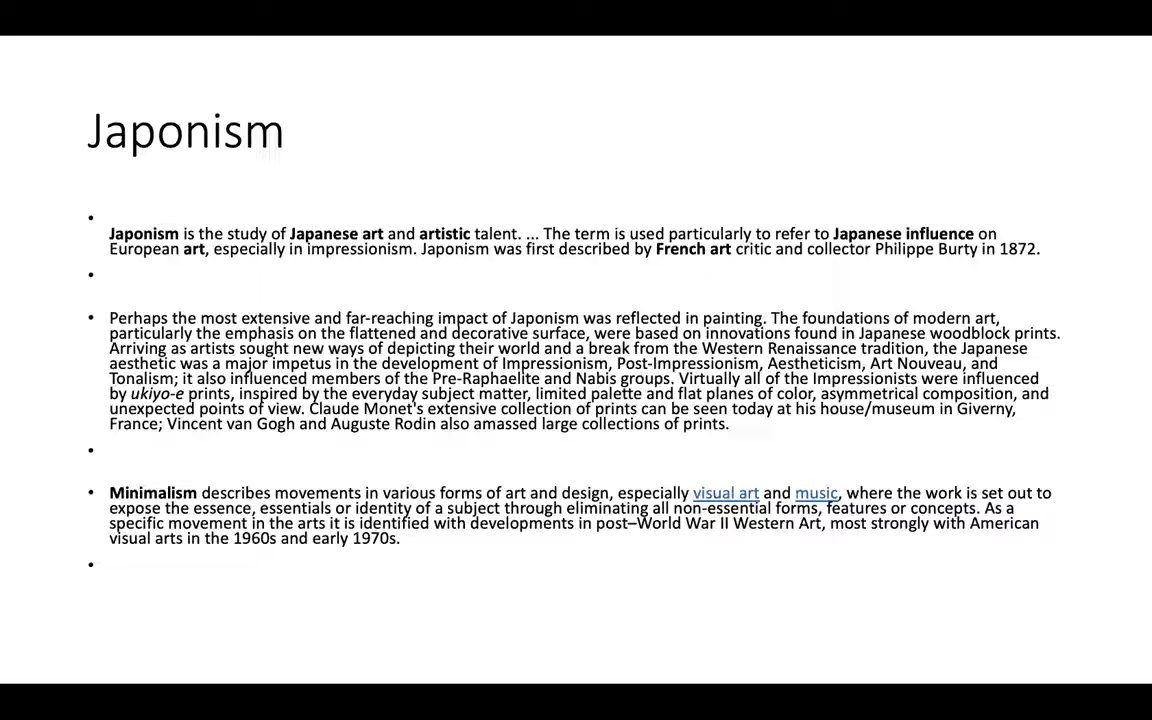 Japonism
Japonism is the study of Japanese art and artistic talent. ... The term is used particularly to refer to Japanese influence on
European art, especially in impressionism. Japonism was first described by French art critic and collector Philippe Burty in 1872.
Perhaps the most extensive and far-reaching impact of Japonism was reflected in painting. The foundations of modern art,
particularly the emphasis on the flattened and decorative surface, were based on innovations found in Japanese woodblock prints.
Arriving as artists sought new ways of depicting their world and a break from the Western Renaissance tradition, the Japanese
aesthetic was a major impetus in the development of Impressionism, Post-Impressionism, Aestheticism, Art Nouveau, and
Tonalism; it also influenced members of the Pre-Raphaelite and Nabis groups. Virtually all of the Impressionists were influenced
by ukiyo-e prints, inspired by the everyday subject matter, limited palette and flat planes of color, asymmetrical composition, and
unexpected points of view. Claude Monet's extensive collection of prints can be seen today at his house/museum in Giverny,
France; Vincent van Gogh and Auguste Rodin also amassed large collections of prints.
Minimalism describes movements in various forms of art and design, especially visual art and music, where the work is set out to
expose the essence, essentials or identity of a subject through eliminating all non-essential forms, features or concepts. As a
specific movement in the arts it is identified with developments in post–World War II Western Art, most strongly with American
visual arts in the 1960s and early 1970s.